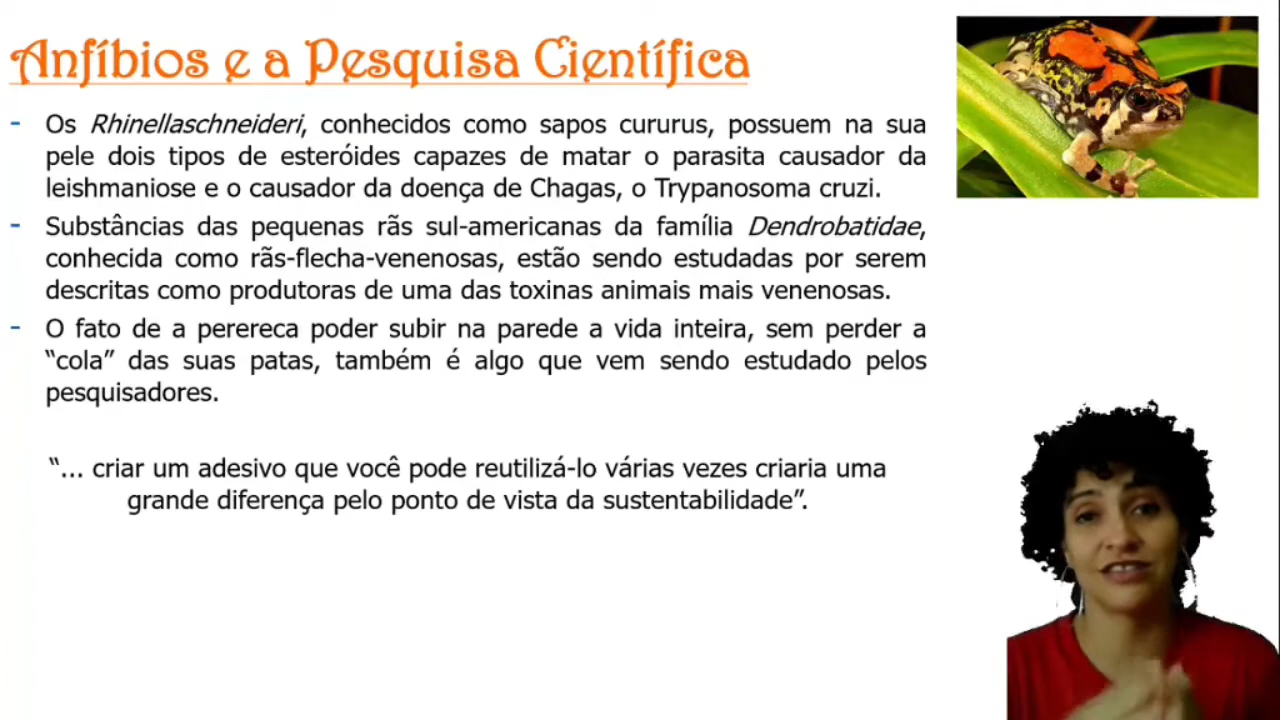 Anfíbios e a Pesquisa Científica
- Os Rhinellaschneideri, conhecidos como sapos cururus, possuem na sua
pele dois tipos de esteróides capazes de matar o parasita causador da
leishmaniose e o causador da doença de Chagas, o Trypanosoma cruzi.
- Substâncias das pequenas rãs sul-americanas da família Dendrobatidae,
conhecida como rãs-flecha-venenosas, estão sendo estudadas por serem
descritas como produtoras de uma das toxinas animais mais venenosas.
- O fato de a perereca poder subir na parede a vida inteira, sem perder a
“cola” das suas patas, também é algo que vem sendo estudado pelos
pesquisadores.
“... criar um adesivo que você pode reutilizá-lo várias vezes criaria uma
grande diferença pelo ponto de vista da sustentabilidade”.